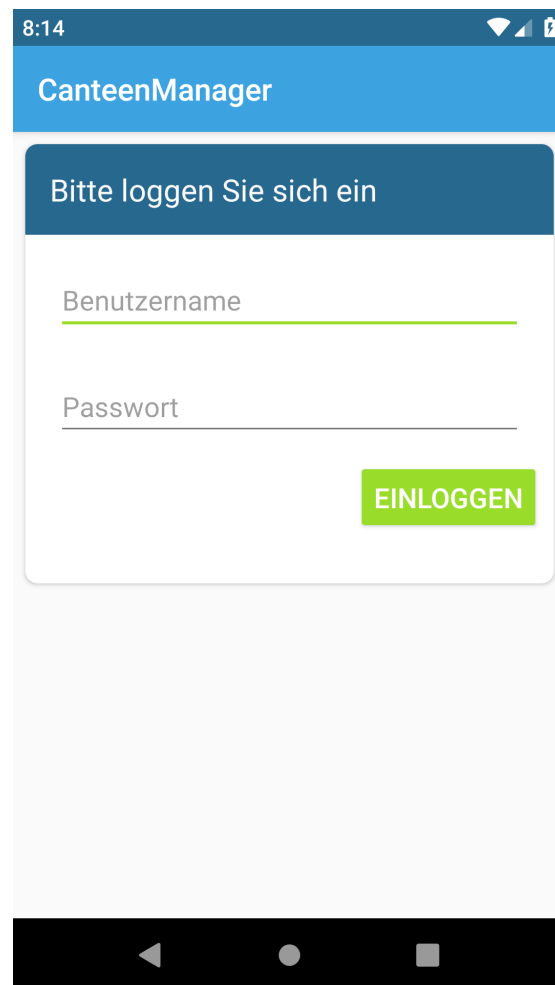 8:14
CanteenManager
Bitte loggen Sie sich ein
Benutzername
Passwort
EINLOGGEN